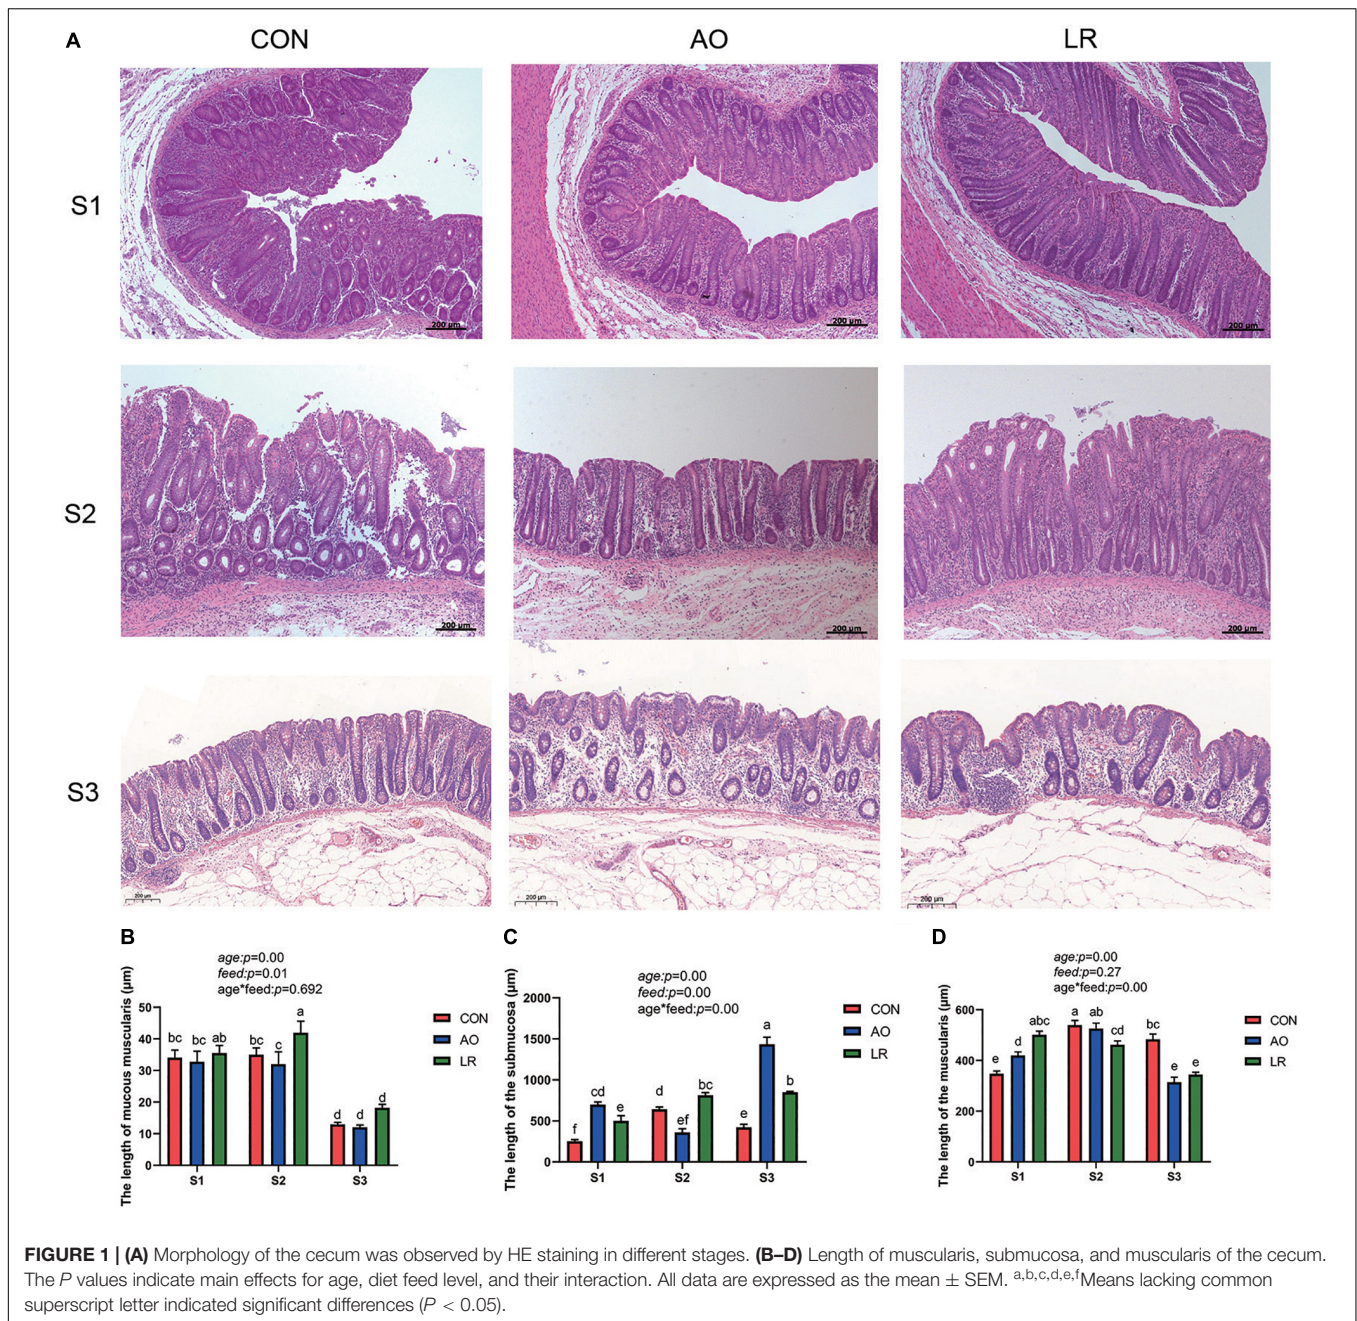 A
CON
AO
LR
S1
200 µm
200 µm
200 µm
S2
200 µm
200 µm
200 µm
S3
200 µm
200 µm
200 µm
B
age:p=0.00
feed:p=0.01
age*feed:p=0.692
The length of mucous muscularis (µm)
50
40
30
20
10
0
bc bc ab
bc c a
d d d
S1 S2 S3
CON
AO
LR
C
age:p=0.00
feed:p=0.00
age*feed:p=0.00
The length of the submucosa (µm)
2000
1500
1000
500
0
f cd e
d ef bc
e a b
S1 S2 S3
CON
AO
LR
D
age:p=0.00
feed:p=0.27
age*feed:p=0.00
The length of the muscularis (µm)
600
400
200
0
e d abc
a ab cd
bc e e
S1 S2 S3
CON
AO
LR
FIGURE 1 | (A) Morphology of the cecum was observed by HE staining in different stages. (B–D) Length of muscularis, submucosa, and muscularis of the cecum.
The P values indicate main effects for age, diet feed level, and their interaction. All data are expressed as the mean ± SEM. a,b,c,d,e,fMeans lacking common
superscript letter indicated significant differences (P < 0.05).